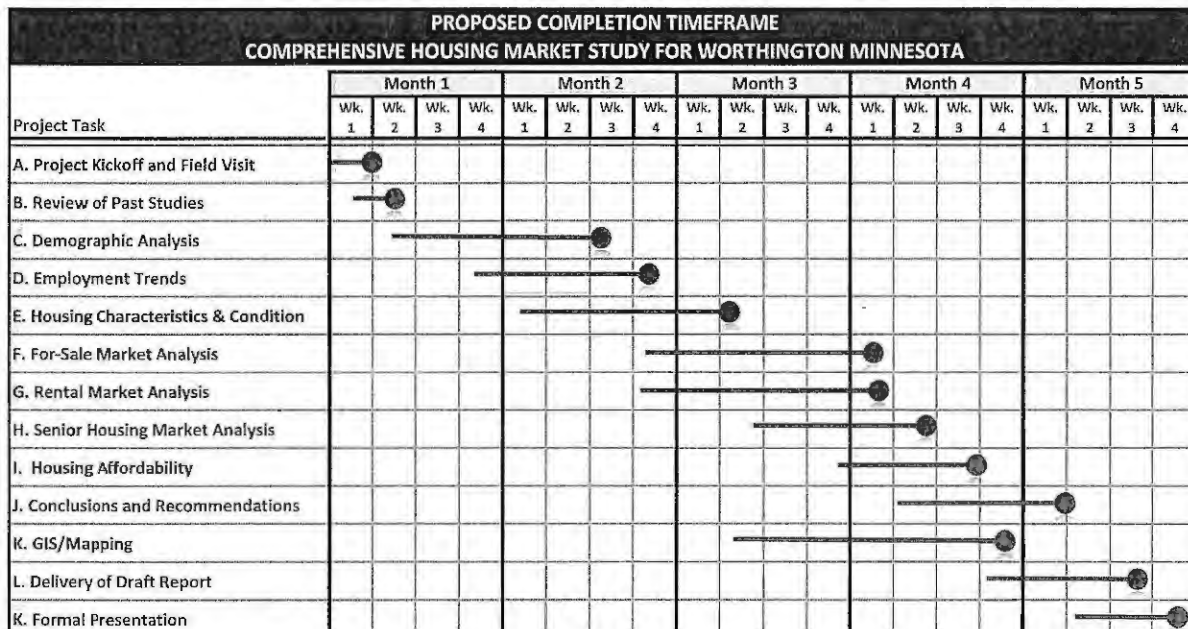 PROPOSED COMPLETION TIMEFRAME
COMPREHENSIVE HOUSING MARKET STUDY FOR WORTHINGTON MINNESOTA
Month 1 Month 2 Month 3 Month 4 Month 5
Wk. Wk. Wk. Wk. Wk. Wk. Wk. Wk. Wk. Wk. Wk. Wk. Wk. Wk. Wk. Wk. Wk. Wk. Wk. Wk.
Project Task 1 2 3 4 1 2 3 4 1 2 3 4 1 2 3 4 1 2 3 4
A. Project Kickoff and Field Visit
B. Review of Past Studies
C. Demographic Analysis
D. Employment Trends
E. Housing Characteristics & Condition
F. For-Sale Market Analysis
G. Rental Market Analysis
H. Senior Housing Market Analysis
I. Housing Affordability
J. Conclusions and Recommendations
K. GIS/Mapping
L. Delivery of Draft Report
K. Formal Presentation